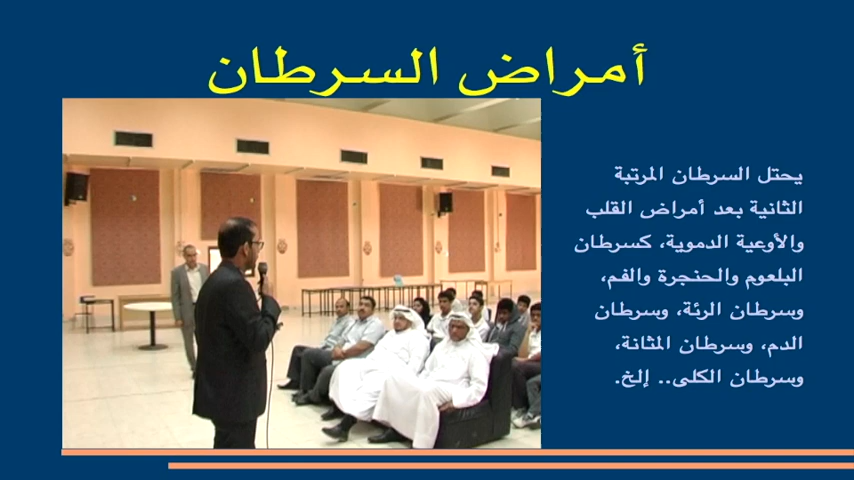 أمراض السرطان
يحتل السرطان المرتبة
الثانية بعد أمراض القلب
والأوعية الدموية، كسرطان
البلعوم والحنجرة والفم،
وسرطان الرئة، وسرطان
الدم، وسرطان المثانة،
وسرطان الكلى.. إلخ.